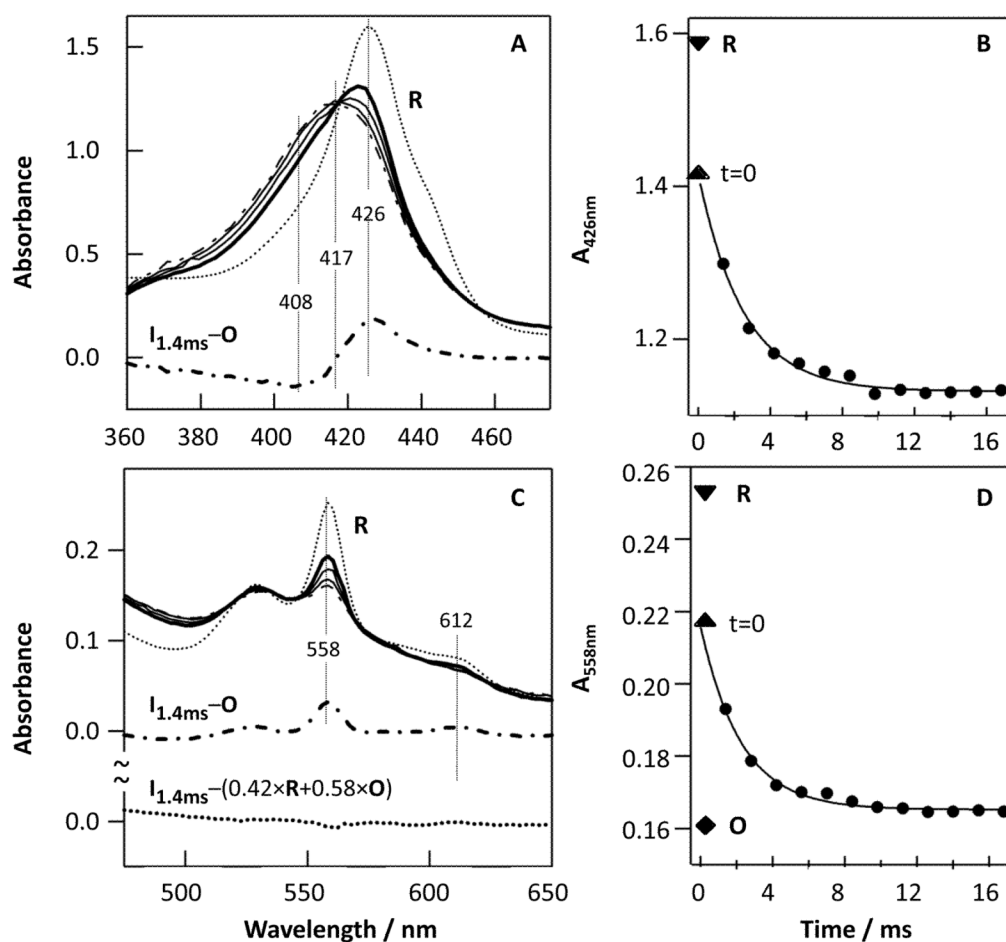 A
1.5
1.0
0.5
0.0
Absorbance
R
426
417
408
I1.4ms–O
360 380 400 420 440 460
B
1.6
1.4
1.2
A426nm
R
t=0
0 4 8 12 16
C
0.2
0.1
0.0
0.0
Absorbance
R
558
612
I1.4ms–O
≈
I1.4ms–(0.42×R+0.58×O)
500 550 600 650
Wavelength / nm
D
0.26
0.24
0.22
0.20
0.18
0.16
A558nm
R
t=0
O
0 4 8 12 16
Time / ms